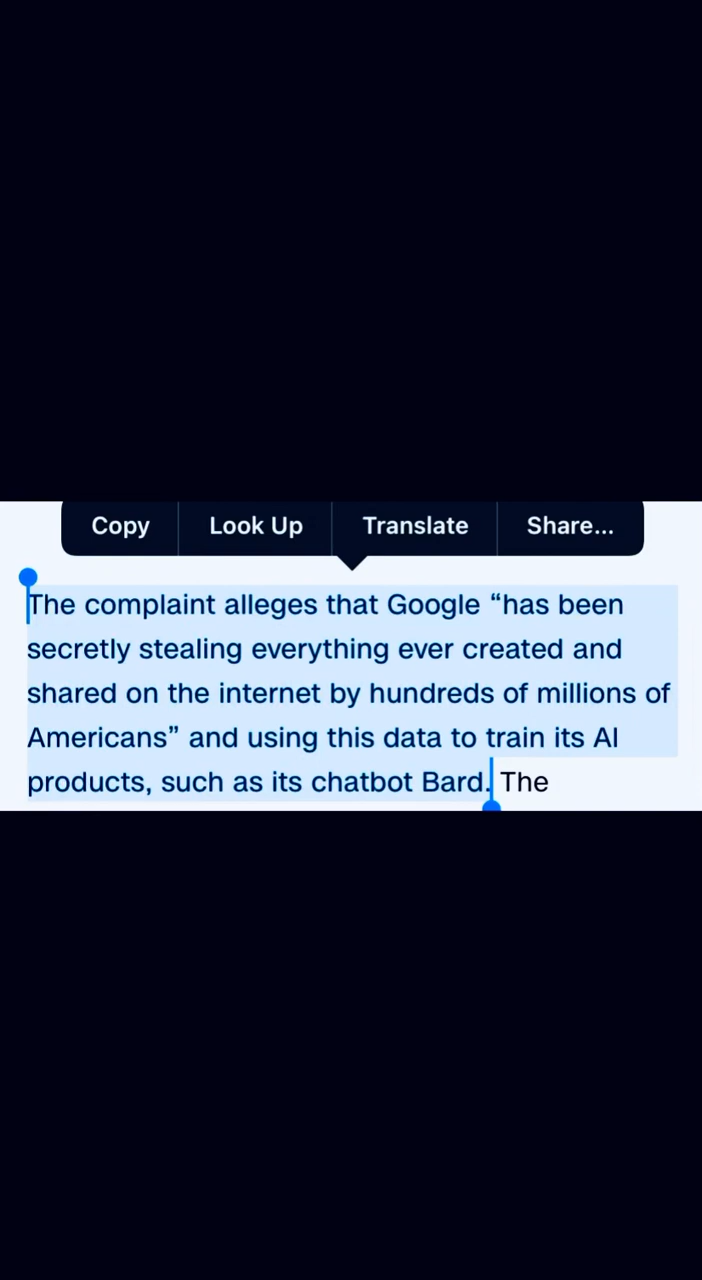 Copy Look Up Translate Share...
The complaint alleges that Google “has been
secretly stealing everything ever created and
shared on the internet by hundreds of millions of
Americans” and using this data to train its AI
products, such as its chatbot Bard. The